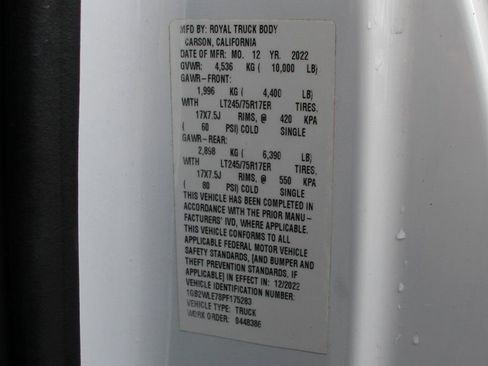 MFD BY: ROYAL TRUCK BODY
CARSON, CALIFORNIA
DATE OF MFR: MO. 12 YR. 2022
GVWR: 4,536 KG ( 10,000 LB)
GAWR-FRONT:
1,996 KG ( 4,400 LB)
WITH LT245/75R17ER TIRES.
17X7.5J RIMS, @ 420 KPA
( 60 PSI) COLD SINGLE
GAWR-REAR:
2,898 KG ( 6,390 LB)
WITH LT245/75R17ER TIRES.
17X7.5J RIMS, @ 550 KPA
( 80 PSI) COLD SINGLE
THIS VEHICLE HAS BEEN COMPLETED IN
ACCORDANCE WITH THE PRIOR MANU-
FACTURERS' IVD, WHERE APPLICABLE.
THIS VEHICLE CONFORMS TO ALL
APPLICABLE FEDERAL MOTOR VEHICLE
SAFETY STANDARDS, [AND BUMPER AND
THEFT PREVENTION STANDARDS, IF
APPLICABLE] IN EFFECT IN: 12/2022
VEHICLE IDENTIFICATION NUMBER:
1GB2WLE78PF175283
VEHICLE TYPE: TRUCK
WORK ORDER: 0448386